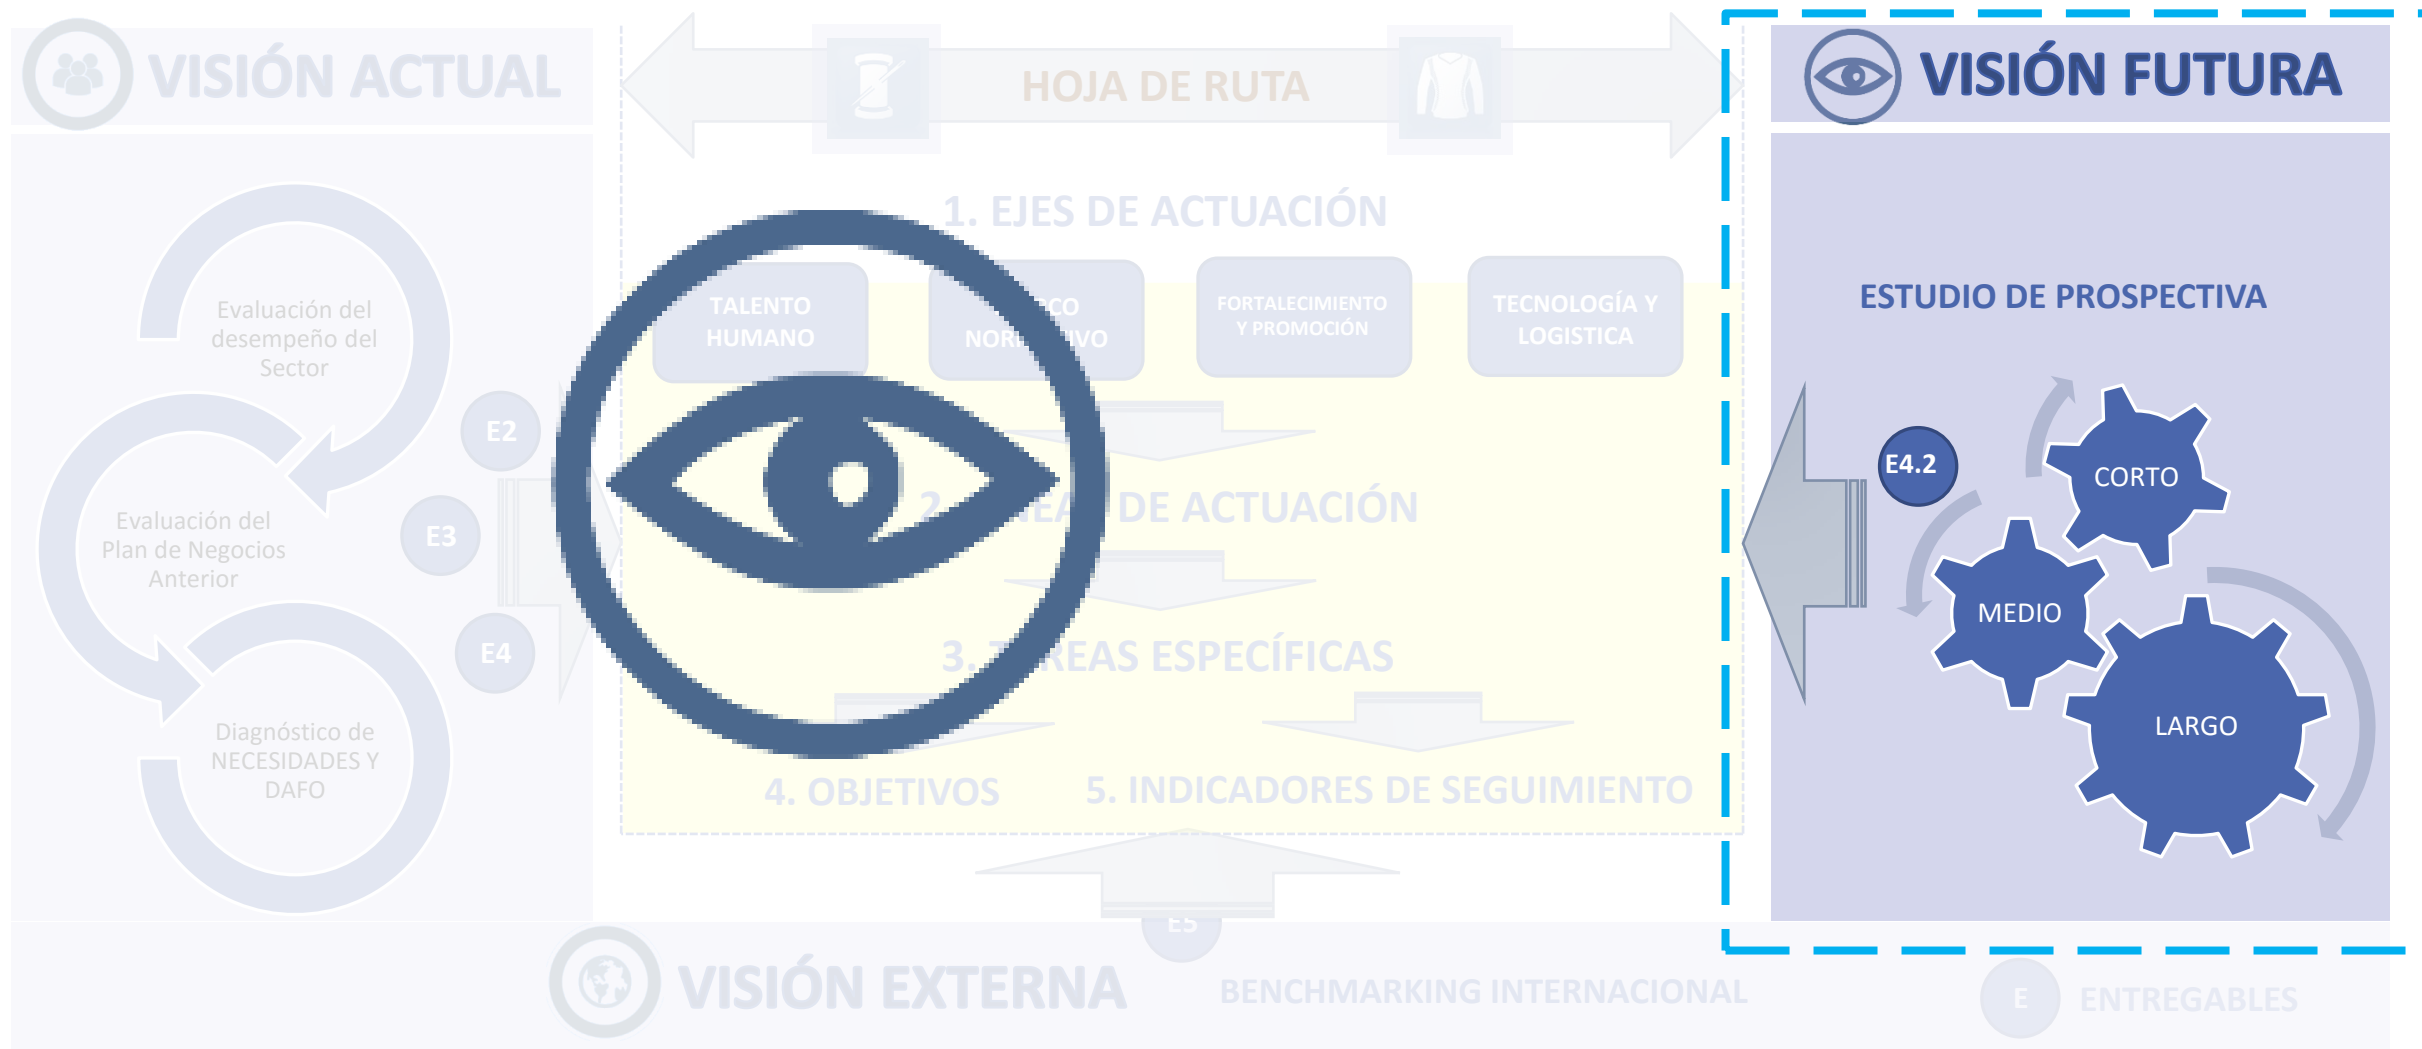 VISIÓN ACTUAL
HOJA DE RUTA
VISIÓN FUTURA
Evaluación del
desempeño del
Sector
Evaluación del
Plan de Negocios
Anterior
Diagnóstico de
NECESIDADES Y
DAFO
E2
E3
E4
1. EJES DE ACTUACIÓN
TALENTO
HUMANO
FORTALECIMIENTO
Y PROMOCIÓN
TECNOLOGÍA Y
LOGISTICA
DE ACTUACIÓN
ESPECÍFICAS
4. OBJETIVOS
5. INDICADORES DE SEGUIMIENTO
ESTUDIO DE PROSPECTIVA
E4.2
CORTO
MEDIO
LARGO
E5
VISIÓN EXTERNA
BENCHMARKING INTERNACIONAL
E
ENTREGABLES